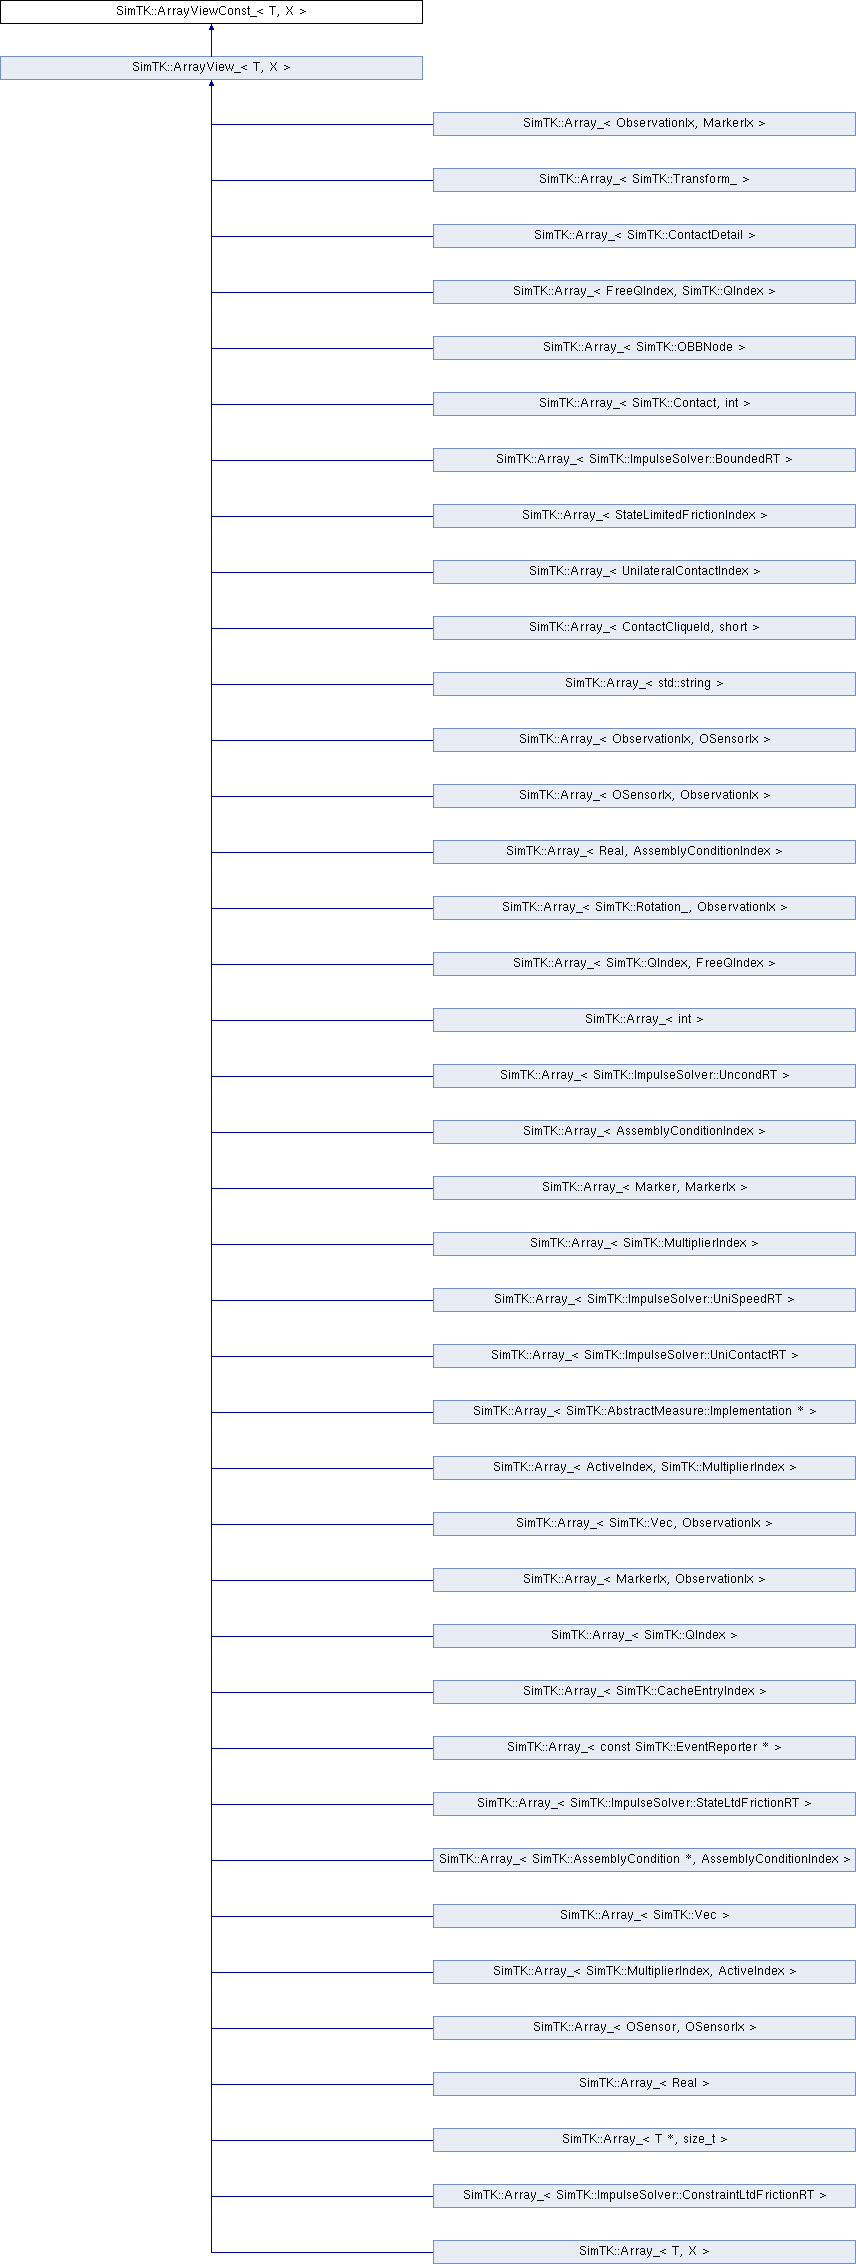 SimTK::ArrayViewConst_< T, X >
SimTK::ArrayView_< T, X >
SimTK::Array_< ObservationIx, MarkerIx >
SimTK::Array_< SimTK::Transform_ >
SimTK::Array_< SimTK::ContactDetail >
SimTK::Array_< FreeQIndex, SimTK::QIndex >
SimTK::Array_< SimTK::OBBNode >
SimTK::Array_< SimTK::Contact, int >
SimTK::Array_< SimTK::ImpulseSolver::BoundedRT >
SimTK::Array_< StateLimitedFrictionIndex >
SimTK::Array_< UnilateralContactIndex >
SimTK::Array_< ContactCliqueId, short >
SimTK::Array_< std::string >
SimTK::Array_< ObservationIx, OSensorIx >
SimTK::Array_< OSensorIx, ObservationIx >
SimTK::Array_< Real, AssemblyConditionIndex >
SimTK::Array_< SimTK::Rotation_, ObservationIx >
SimTK::Array_< SimTK::QIndex, FreeQIndex >
SimTK::Array_< int >
SimTK::Array_< SimTK::ImpulseSolver::UncondRT >
SimTK::Array_< AssemblyConditionIndex >
SimTK::Array_< Marker, MarkerIx >
SimTK::Array_< SimTK::MultiplierIndex >
SimTK::Array_< SimTK::ImpulseSolver::UniSpeedRT >
SimTK::Array_< SimTK::ImpulseSolver::UniContactRT >
SimTK::Array_< SimTK::AbstractMeasure::Implementation * >
SimTK::Array_< ActiveIndex, SimTK::MultiplierIndex >
SimTK::Array_< SimTK::Vec, ObservationIx >
SimTK::Array_< MarkerIx, ObservationIx >
SimTK::Array_< SimTK::QIndex >
SimTK::Array_< SimTK::CacheEntryIndex >
SimTK::Array_< const SimTK::EventReporter * >
SimTK::Array_< SimTK::ImpulseSolver::StateLtdFrictionRT >
SimTK::Array_< SimTK::AssemblyCondition *, AssemblyConditionIndex >
SimTK::Array_< SimTK::Vec >
SimTK::Array_< SimTK::MultiplierIndex, ActiveIndex >
SimTK::Array_< OSensor, OSensorIx >
SimTK::Array_< Real >
SimTK::Array_< T *, size_t >
SimTK::Array_< SimTK::ImpulseSolver::ConstraintLtdFrictionRT >
SimTK::Array_< T, X >